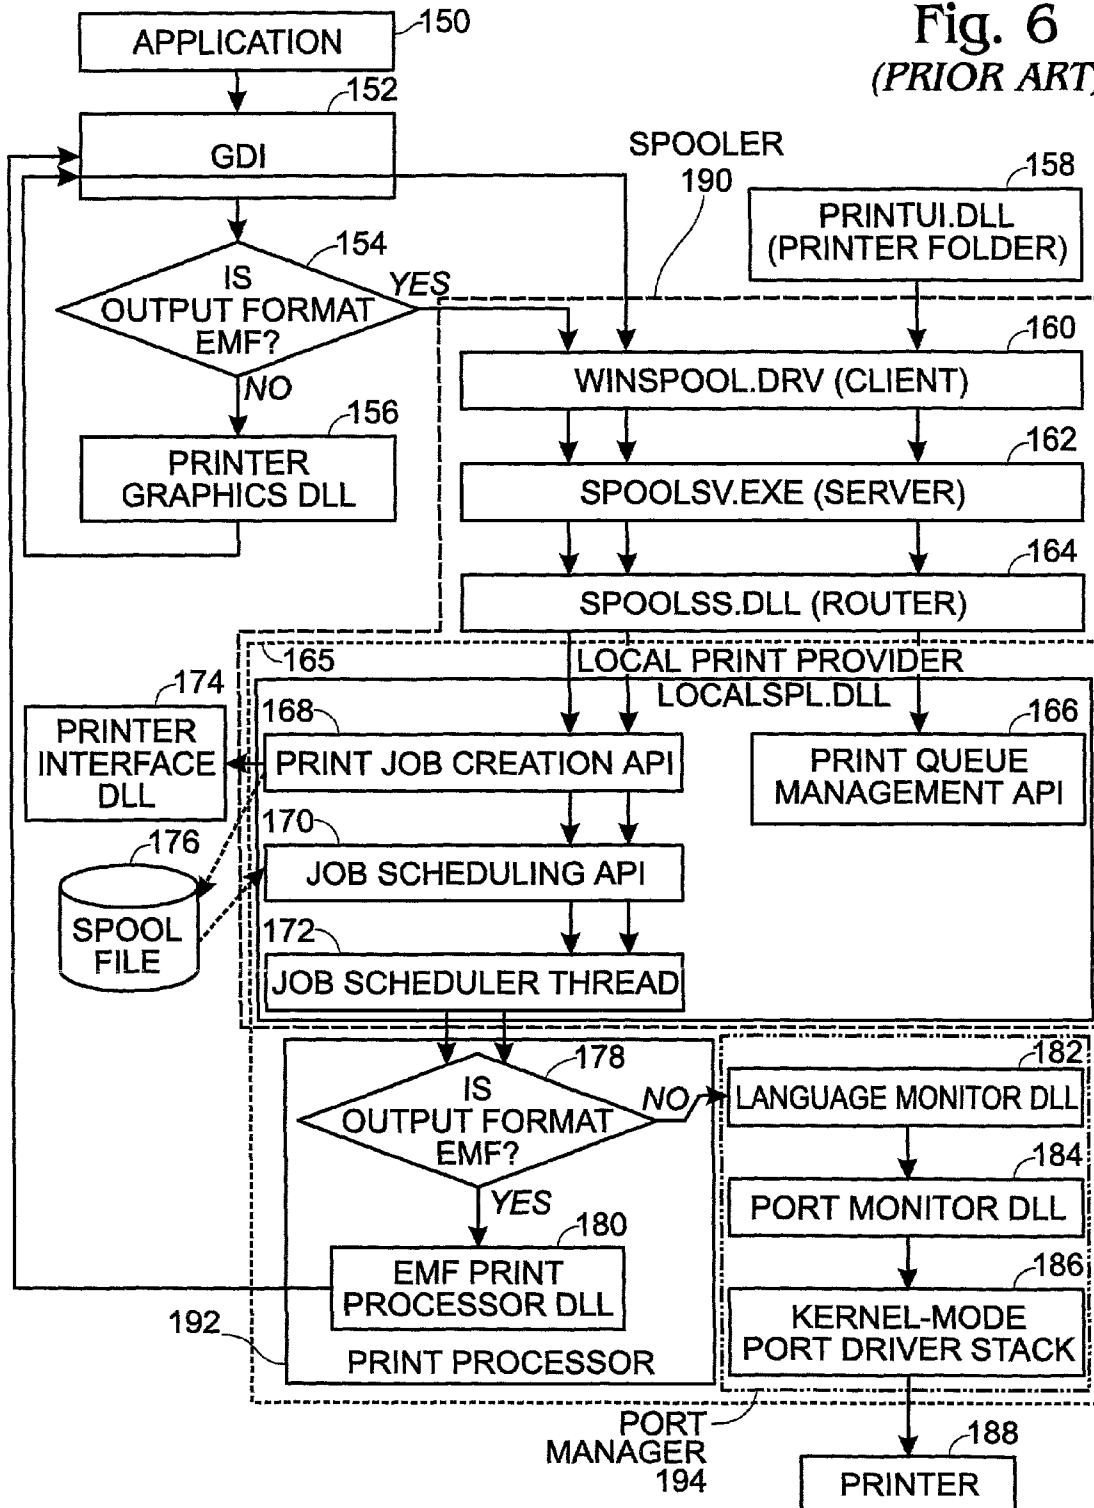 Fig. 6
(PRIOR ART)
150
APPLICATION
152
GDI
SPOOLER
190
158
PRINTUI.DLL
(PRINTER FOLDER)
154
IS
OUTPUT FORMAT
EMF?
YES
NO
160
WINSPOOL.DRV (CLIENT)
156
PRINTER
GRAPHICS DLL
162
SPOOLSV.EXE (SERVER)
164
SPOOLSS.DLL (ROUTER)
165
LOCAL PRINT PROVIDER
LOCALSPL.DLL
174
PRINTER
INTERFACE
DLL
168
PRINT JOB CREATION API
166
PRINT QUEUE
MANAGEMENT API
170
JOB SCHEDULING API
176
SPOOL
FILE
172
JOB SCHEDULER THREAD
178
IS
OUTPUT FORMAT
EMF?
NO
YES
182
LANGUAGE MONITOR DLL
184
PORT MONITOR DLL
180
EMF PRINT
PROCESSOR DLL
186
KERNEL-MODE
PORT DRIVER STACK
192
PRINT PROCESSOR
PORT
MANAGER
194
188
PRINTER